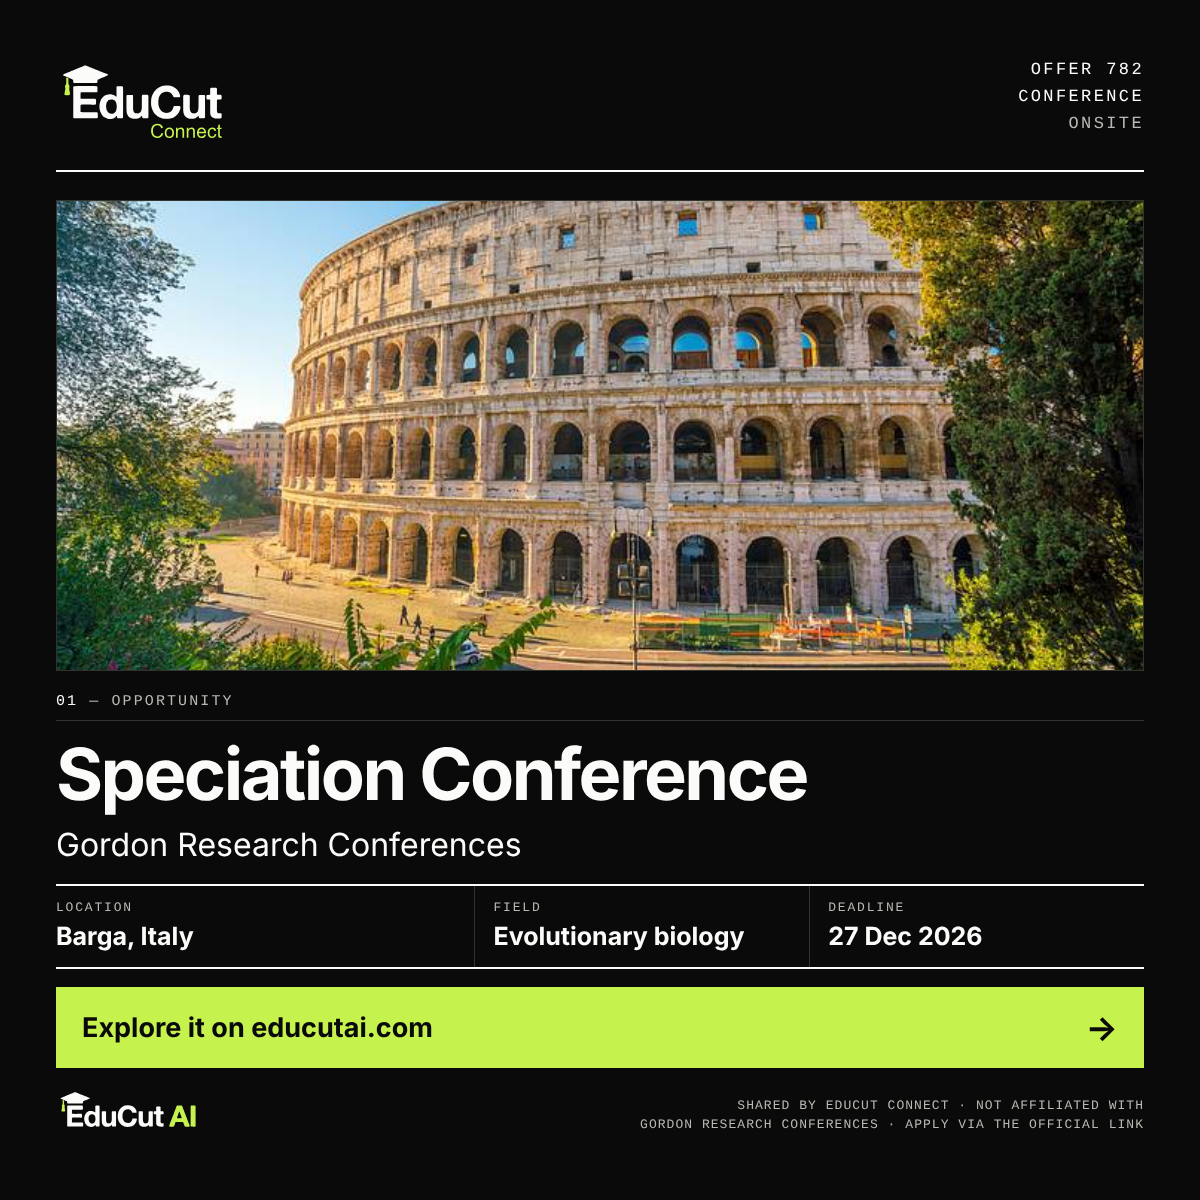 EduCut
Connect
OFFER 782
CONFERENCE
ONSITE
01 — OPPORTUNITY
Speciation Conference
Gordon Research Conferences
LOCATION
Barga, Italy
FIELD
Evolutionary biology
DEADLINE
27 Dec 2026
Explore it on educutai.com →
EduCut AI
SHARED BY EDUCUT CONNECT · NOT AFFILIATED WITH
GORDON RESEARCH CONFERENCES · APPLY VIA THE OFFICIAL LINK